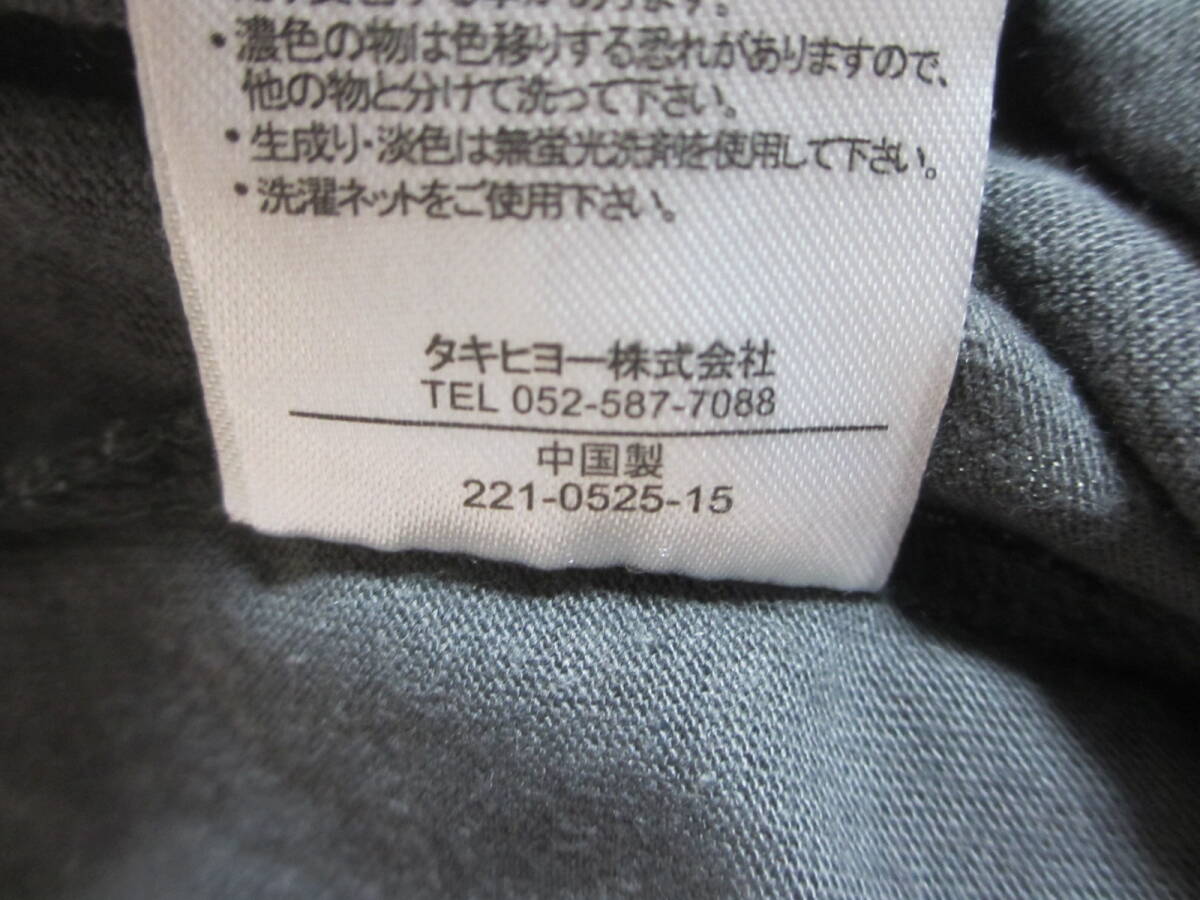 ・濃色の物は色移りする恐れがありますので、
他の物と分けて洗って下さい。
・生成り・淡色は無蛍光洗剤を使用して下さい。
・洗濯ネットをご使用下さい。
タキヒヨー株式会社
TEL 052-587-7088
中国製
221-0525-15